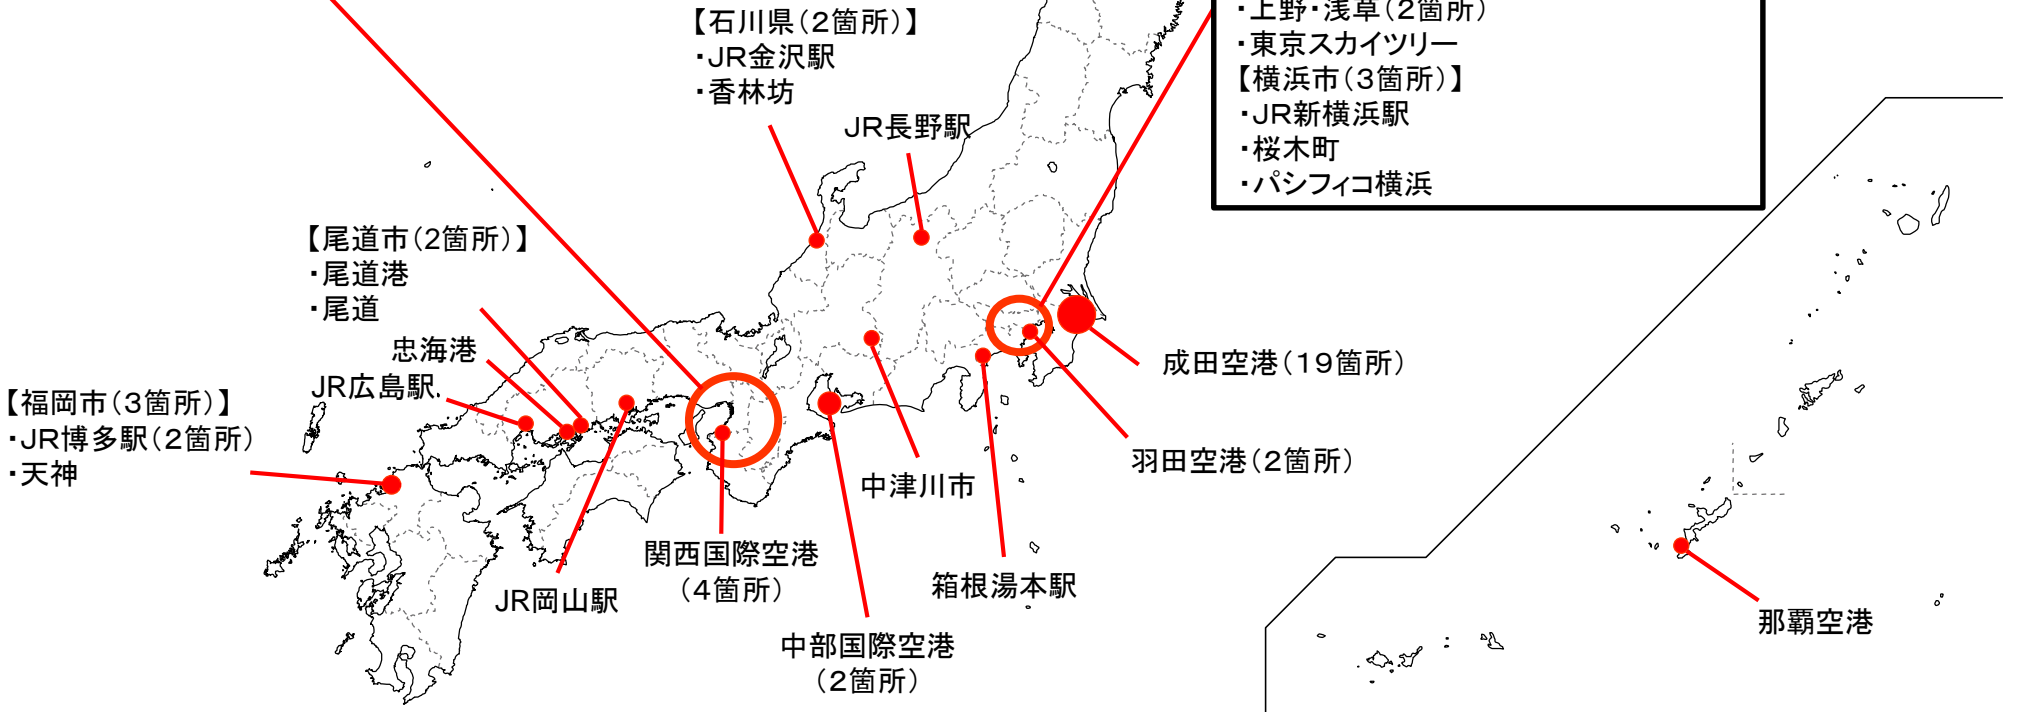 【石川県(2箇所)】
・JR金沢駅
・香林坊
JR長野駅
・上野・浅草(2箇所)
・東京スカイツリー
【横浜市(3箇所)】
・JR新横浜駅
・桜木町
・パシフィコ横浜
【尾道市(2箇所)】
・尾道港
・尾道
忠海港
JR広島駅
【福岡市(3箇所)】
・JR博多駅(2箇所)
・天神
成田空港(19箇所)
羽田空港(2箇所)
中津川市
関西国際空港
(4箇所)
JR岡山駅
箱根湯本駅
中部国際空港
(2箇所)
那覇空港